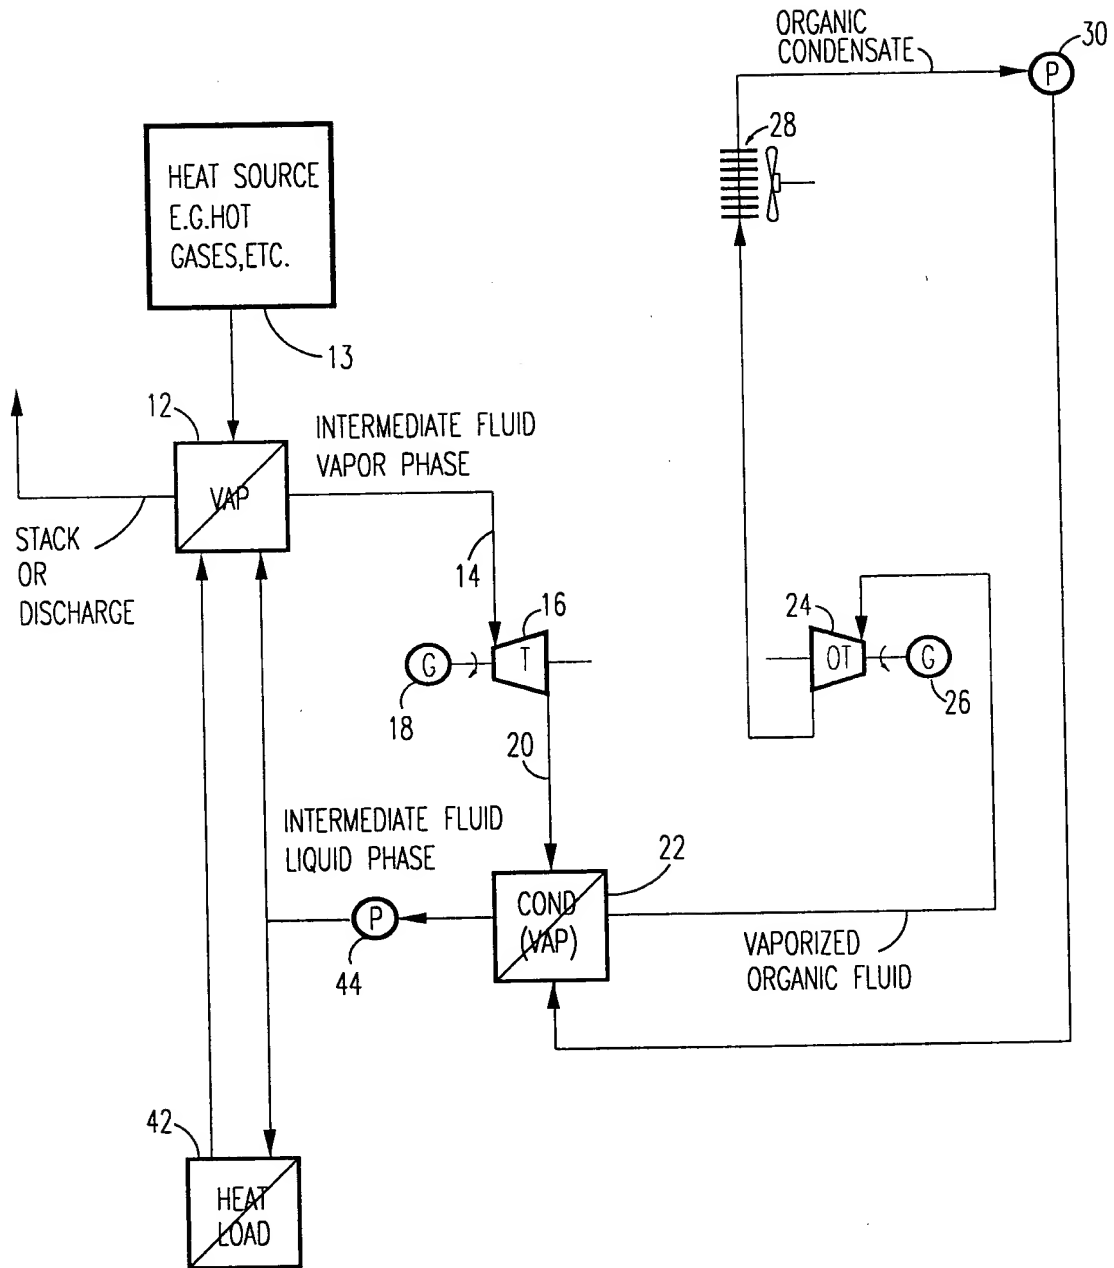 ORGANIC
CONDENSATE
30
P
28
HEAT SOURCE
E.G.HOT
GASES,ETC.
13
12
VAP
INTERMEDIATE FLUID
VAPOR PHASE
STACK
OR
DISCHARGE
14
16
T
G
18
24
OT
G
26
20
INTERMEDIATE FLUID
LIQUID PHASE
22
COND
(VAP)
P
44
VAPORIZED
ORGANIC FLUID
42
HEAT
LOAD